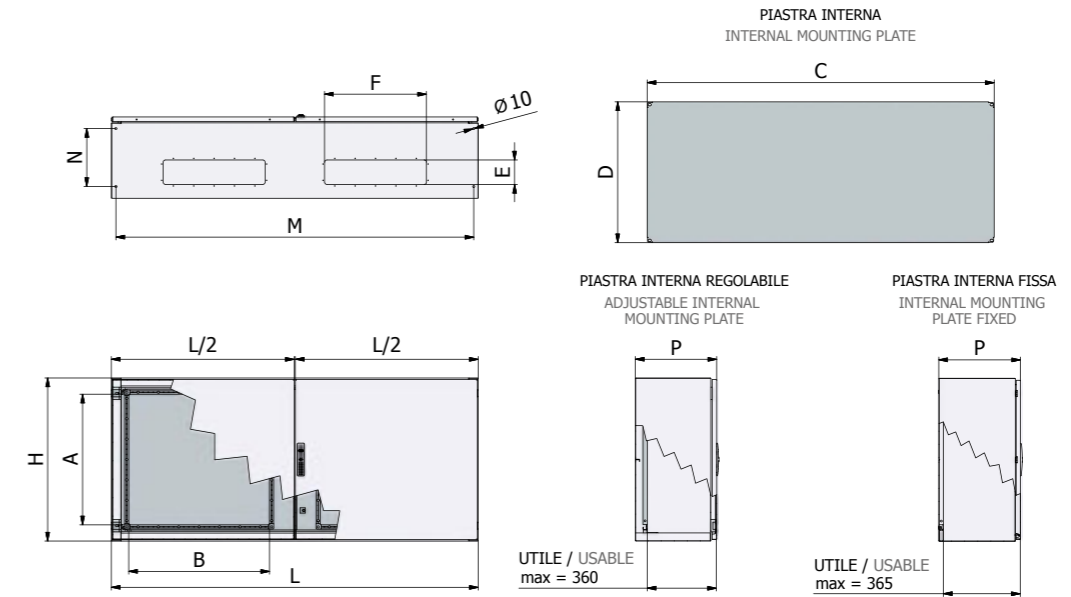 PIASTRA INTERNA
INTERNAL MOUNTING PLATE
F
Ø10
N
E
M
C
D
PIASTRA INTERNA REGOLABILE
ADJUSTABLE INTERNAL
MOUNTING PLATE
PIASTRA INTERNA FISSA
INTERNAL MOUNTING
PLATE FIXED
L/2
L/2
H
A
B
L
P
UTILE / USABLE
max = 360
P
UTILE / USABLE
max = 365